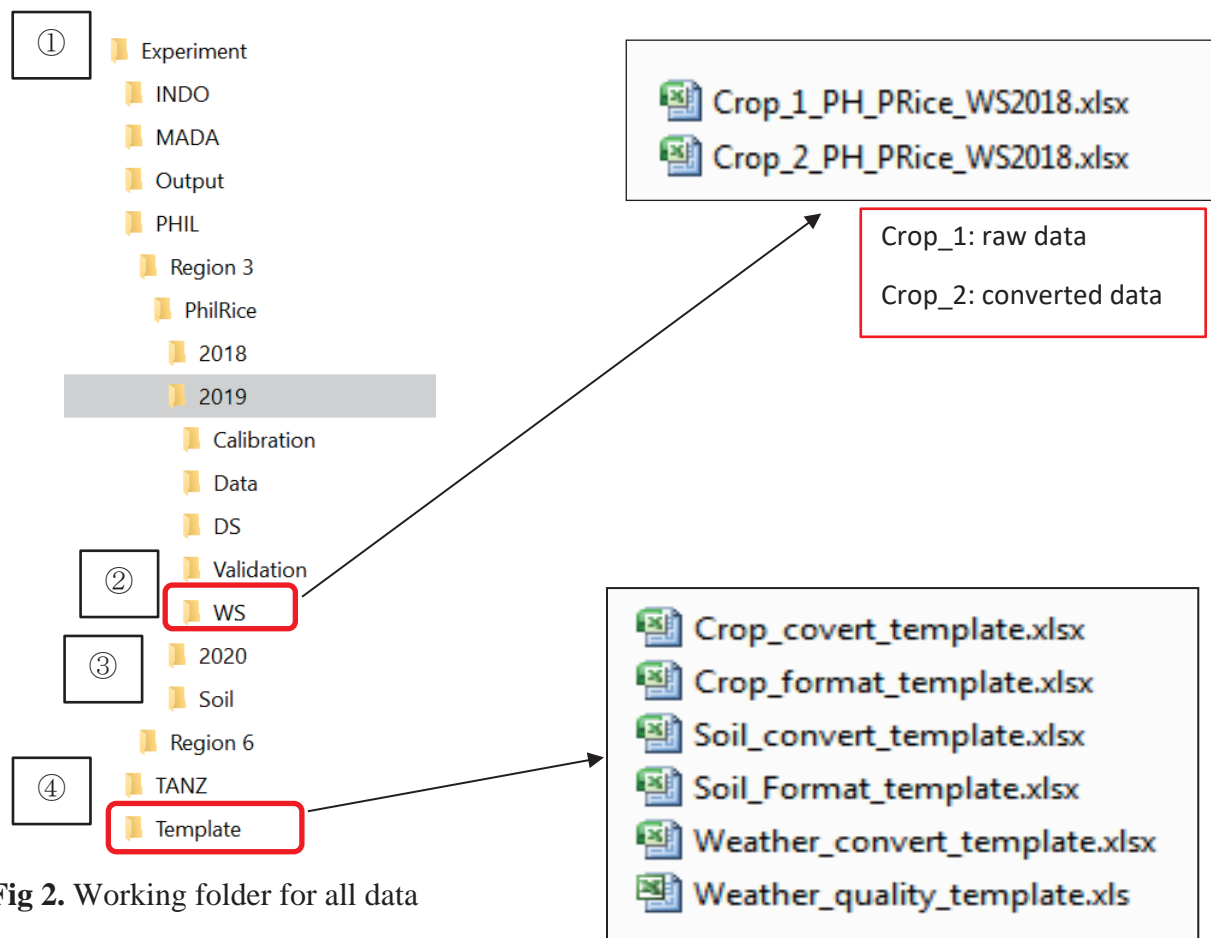 ①
Experiment
INDO
MADA
Output
PHIL
Region 3
PhilRice
2018
2019
Calibration
Data
DS
Validation
②
WS
③
2020
Soil
Region 6
④
TANZ
Template
Crop_1_PH_PRice_WS2018.xlsx
Crop_2_PH_PRice_WS2018.xlsx
Crop_1: raw data
Crop_2: converted data
Crop_covert_template.xlsx
Crop_format_template.xlsx
Soil_convert_template.xlsx
Soil_Format_template.xlsx
Weather_convert_template.xlsx
Weather_quality_template.xls
Fig 2. Working folder for all data